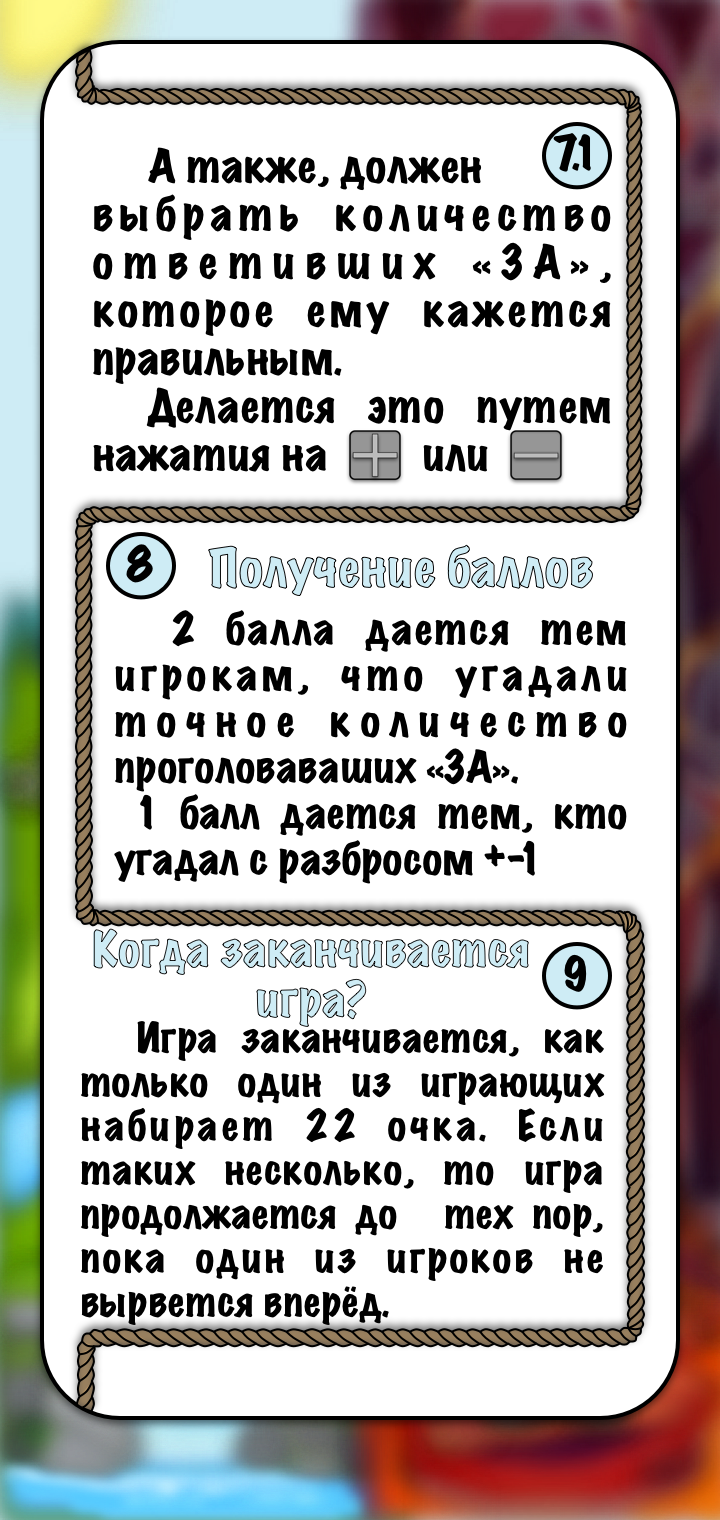 7.1
А также, должен
выбрать количество
ответивших «ЗА»,
которое ему кажется
правильным.
Делается это путем
нажатия на + или −
8 Получение баллов
2 балла дается тем
игрокам, что угадали
точное количество
проголоваваших «ЗА».
1 балл дается тем, кто
угадал с разбросом +-1
Когда заканчивается
9
игра?
Игра заканчивается, как
только один из играющих
набирает 22 очка. Если
таких несколько, то игра
продолжается до тех пор,
пока один из игроков не
вырвется вперёд.